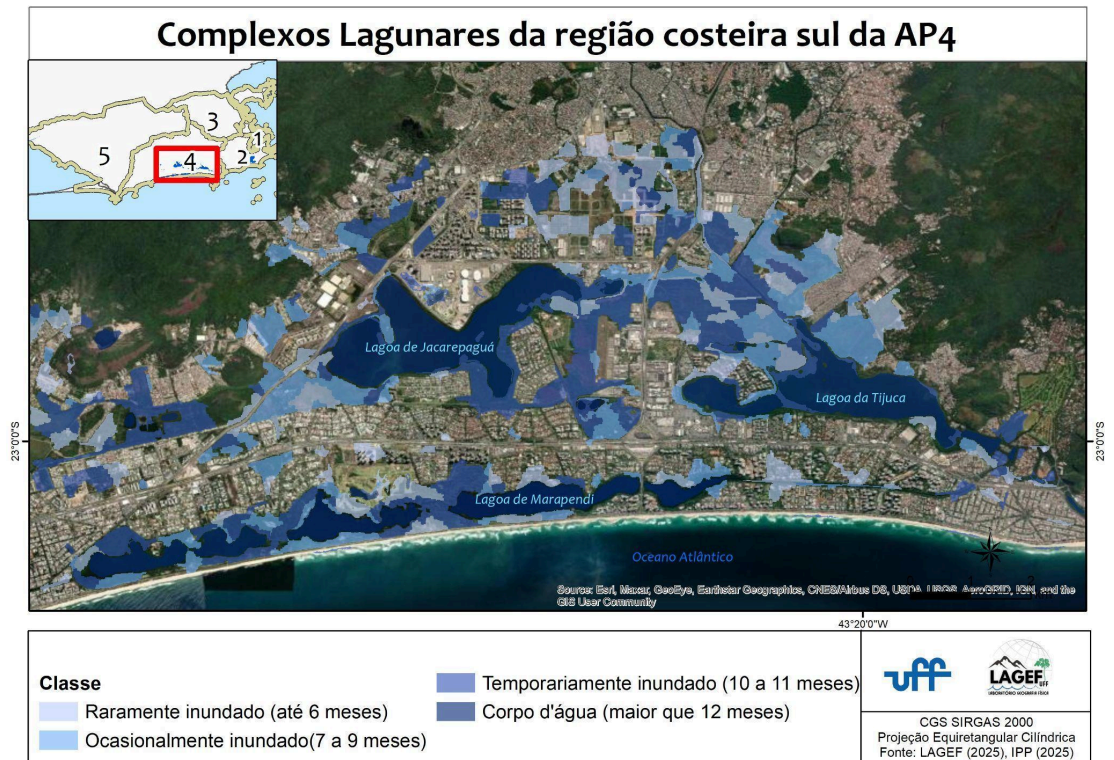 Complexos Lagunares da região costeira sul da AP4
3
1
5
4
2
Lagoa de Jacarepaguá
Lagoa da Tijuca
23°0'0"S
23°0'0"S
Lagoa de Marapendi
Oceano Atlântico
Source: Esri, Maxar, GeoEye, Earthstar Geographics, CNES/Airbus DS, USDA, USGS, AeroGRID, IGN, and the
GIS User Community
43°20'0"W
Classe
Raramente inundado (até 6 meses)
Ocasionalmente inundado(7 a 9 meses)
Temporariamente inundado (10 a 11 meses)
Corpo d'água (maior que 12 meses)
uff
LAGEF
UFF
LABORATÓRIO GEOGRAFIA FÍSICA
CGS SIRGAS 2000
Projeção Equiretangular Cilíndrica
Fonte: LAGEF (2025), IPP (2025)